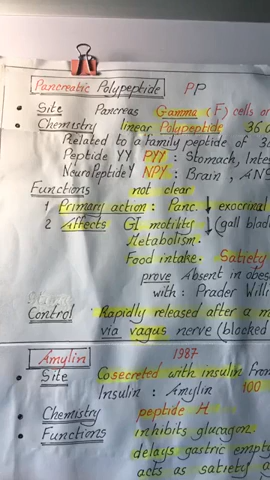 Pancreatic Polypeptide PP
• Site Pancreas Gamma (F) cells or
• Chemistry linear Polypeptide 36 a
Related to a family peptide of 36
Peptide YY PYY : Stomach, Inte
NeuroPeptide Y NPY : Brain, ANS
Functions not clear
1 Primary action : Panc. ↓ exocrinal
2 Affects GI motility ↓ (gall blad
Metabolism.
Food intake. Satiety
prove Absent in obes
with : Prader Willi
Control Rapidly released after a m
via vagus nerve (blocked
Amylin 1987
• Site Cosecreted with insulin from
Insulin : Amylin 100
• Chemistry peptide H
• Functions inhibits glucagon.
delays gastric empt
acts as satiety a